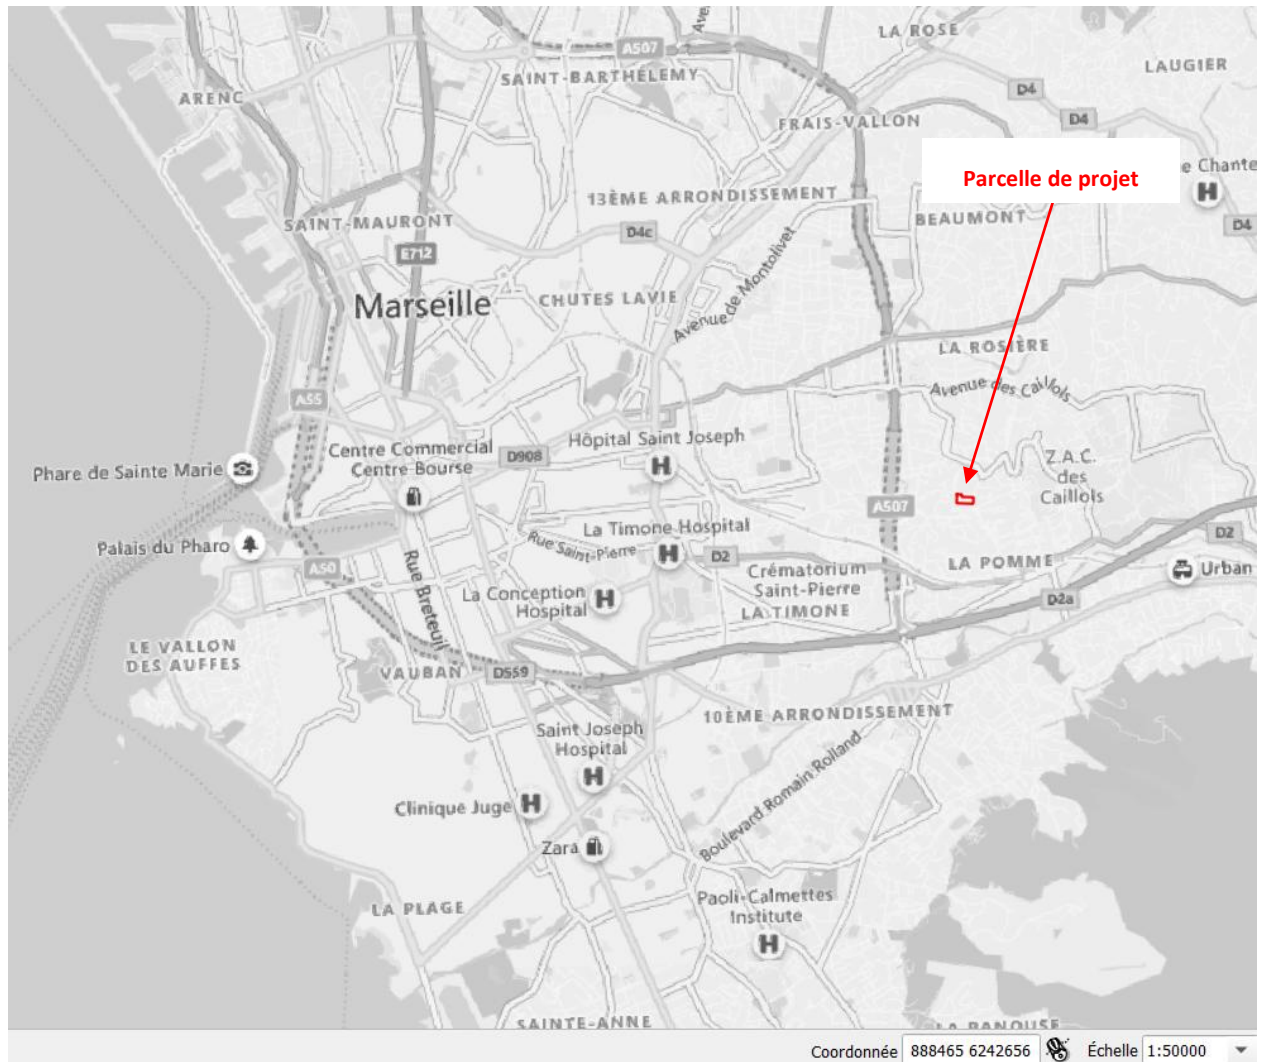 LA ROSE
A507
Ave
SAINT-BARTHÉLEMY
LAUGIER
ARENC
D4
FRAIS-VALLON
D4
Parcelle de projet
e Chante
H
13ÈME ARRONDISSEMENT
SAINT-MAURONT
BEAUMONT
D4
D4c
E712
Marseille
CHUTES LAVIE
Avenue de Montolivet
LA ROSIÈRE
Avenue des Caillols
A55
Centre Commercial
Centre Bourse
D908
Hôpital Saint Joseph
H
Z.A.C.
des
Caillols
Phare de Sainte Marie
A507
La Timone Hospital
H
Rue Saint-Pierre
D2
D2
Palais du Pharo
A50
Rue Breteuil
LA POMME
Urban
Crématorium
Saint-Pierre
La Conception
Hospital
H
LA TIMONE
D2a
LE VALLON
DES AUFFES
VAUBAN
D559
10ÈME ARRONDISSEMENT
Saint Joseph
Hospital
H
Boulevard Romain Rolland
Clinique Juge
H
Zara
Paoli-Calmettes
Institute
H
LA PLAGE
SAINTE-ANNE
LA PANOUSE
Coordonnée 888465 6242656 Échelle 1:50000